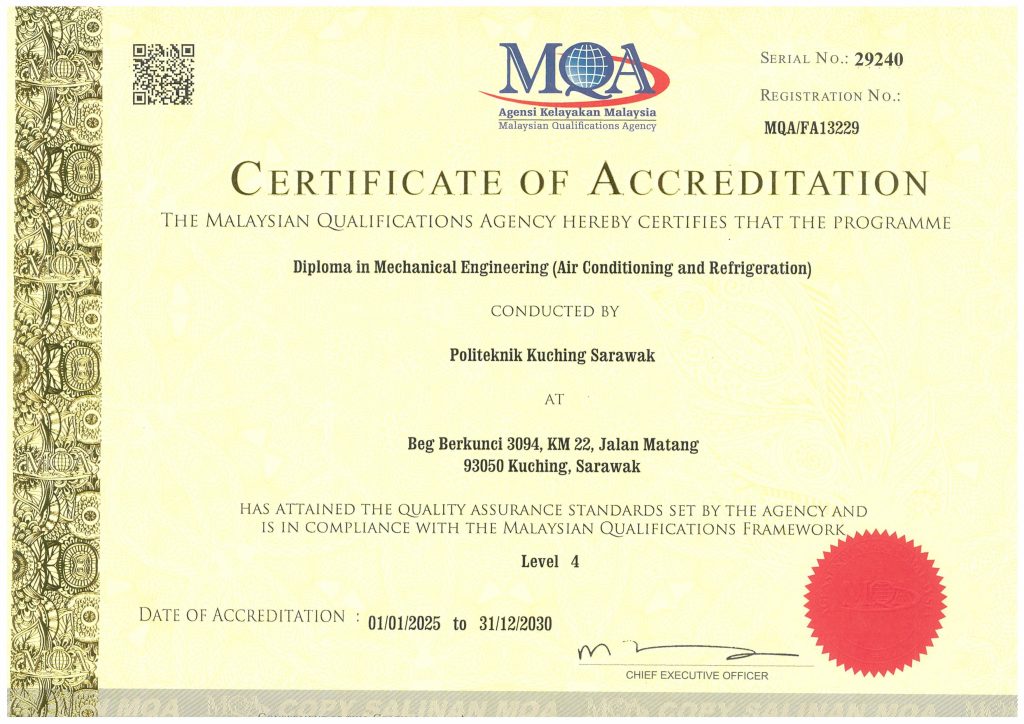 MQA
Agensi Kelayakan Malaysia
Malaysian Qualifications Agency
SERIAL NO.: 29240
REGISTRATION NO.:
MQA/FA13229
CERTIFICATE OF ACCREDITATION
THE MALAYSIAN QUALIFICATIONS AGENCY HEREBY CERTIFIES THAT THE PROGRAMME
Diploma in Mechanical Engineering (Air Conditioning and Refrigeration)
CONDUCTED BY
Politeknik Kuching Sarawak
AT
Beg Berkunci 3094, KM 22, Jalan Matang
93050 Kuching, Sarawak
HAS ATTAINED THE QUALITY ASSURANCE STANDARDS SET BY THE AGENCY AND
IS IN COMPLIANCE WITH THE MALAYSIAN QUALIFICATIONS FRAMEWORK
Level 4
DATE OF ACCREDITATION : 01/01/2025 to 31/12/2030
CHIEF EXECUTIVE OFFICER
MQA COPY SALINAN MQA COPY SALINAN MQA